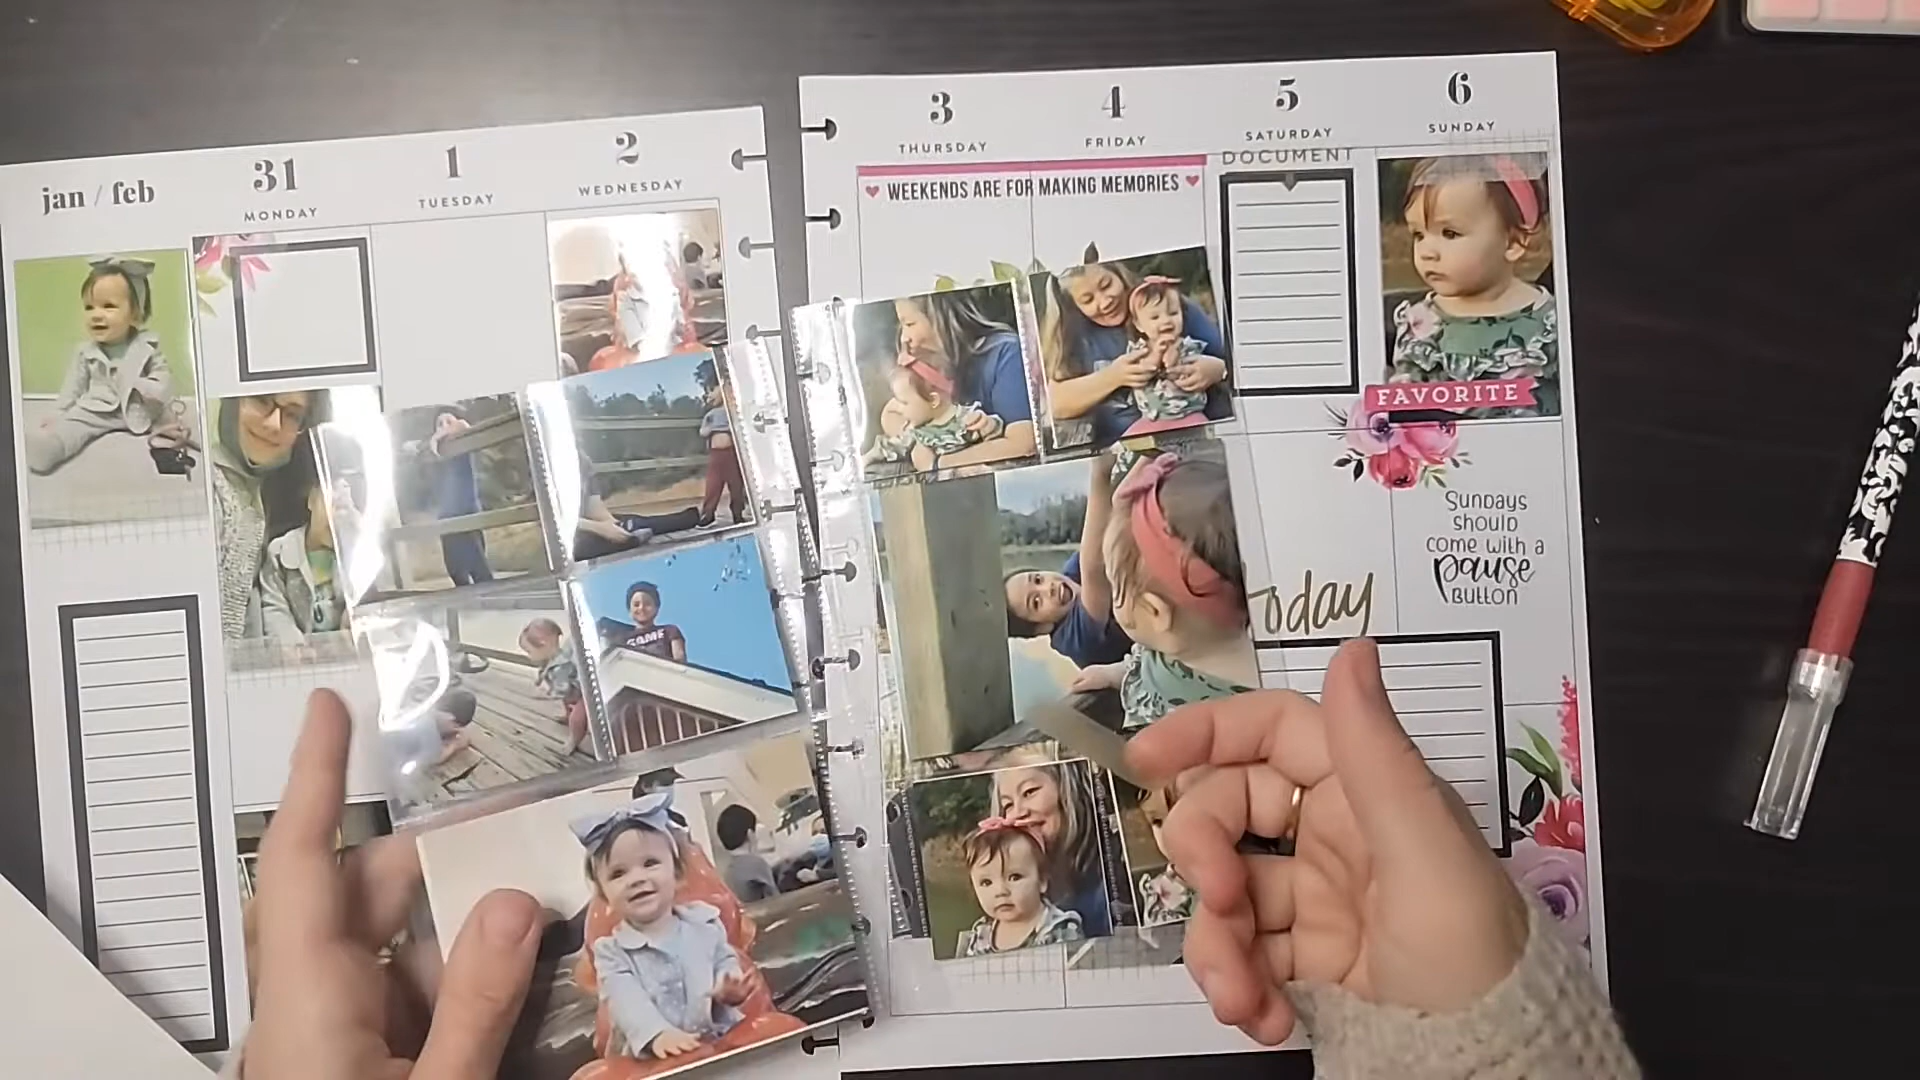 jan / feb
31
MONDAY
1
TUESDAY
2
WEDNESDAY
3
THURSDAY
4
FRIDAY
5
SATURDAY
6
SUNDAY
DOCUMENT
WEEKENDS ARE FOR MAKING MEMORIES
FAVORITE
Sundays
should
come with a
pause
button
today
GAME